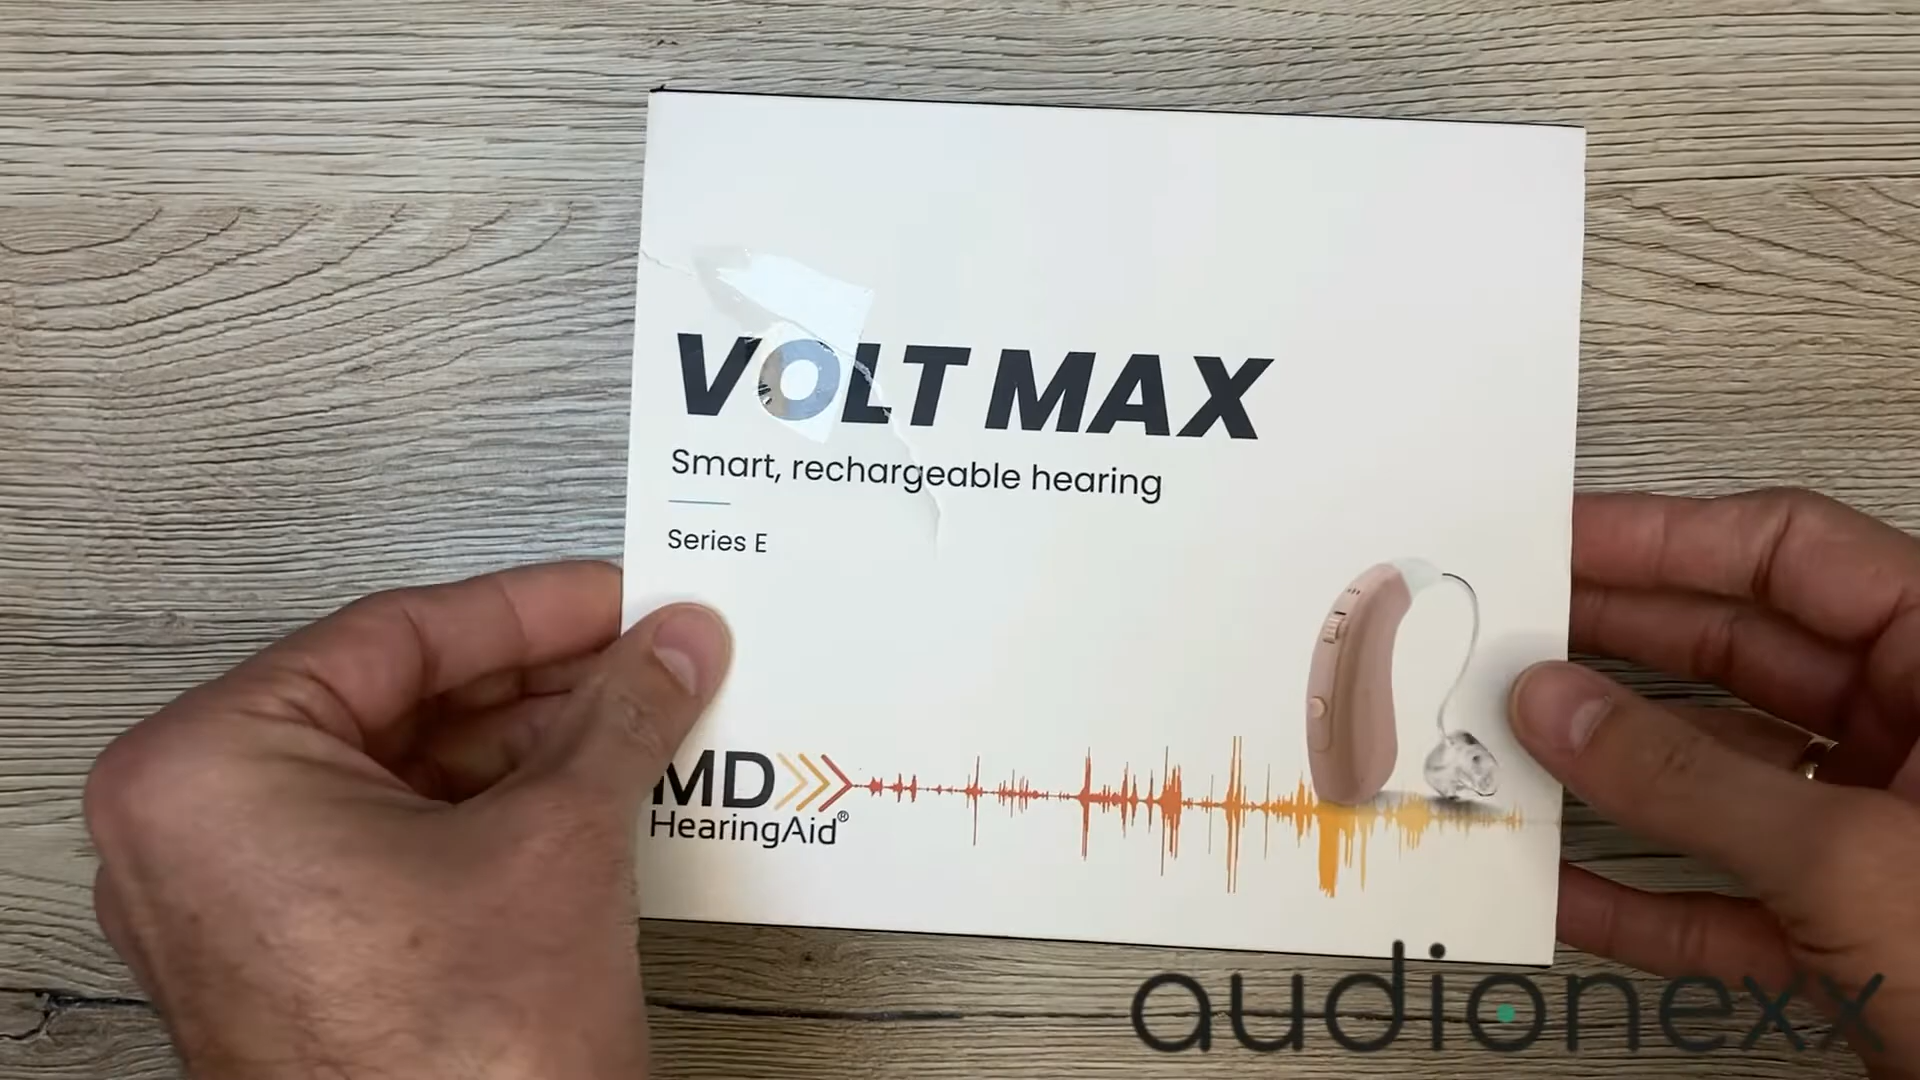 VOLT MAX
Smart, rechargeable hearing
Series E
MD
HearingAid®
audionexx